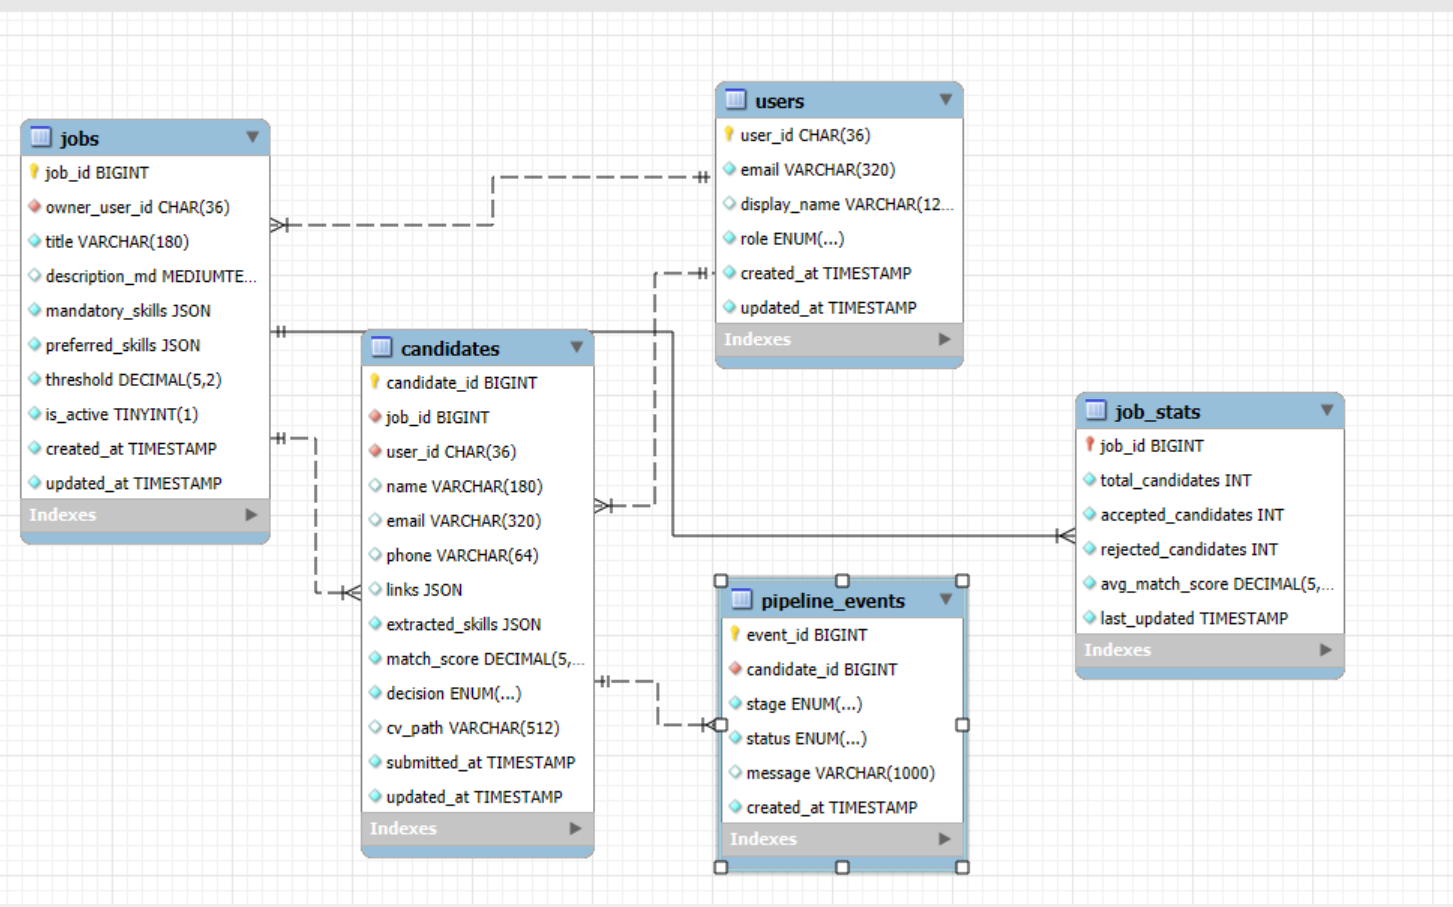 jobs
job_id BIGINT
owner_user_id CHAR(36)
title VARCHAR(180)
description_md MEDIUMTE...
mandatory_skills JSON
preferred_skills JSON
threshold DECIMAL(5,2)
is_active TINYINT(1)
created_at TIMESTAMP
updated_at TIMESTAMP
Indexes
candidates
candidate_id BIGINT
job_id BIGINT
user_id CHAR(36)
name VARCHAR(180)
email VARCHAR(320)
phone VARCHAR(64)
links JSON
extracted_skills JSON
match_score DECIMAL(5,...
decision ENUM(...)
cv_path VARCHAR(512)
submitted_at TIMESTAMP
updated_at TIMESTAMP
Indexes
users
user_id CHAR(36)
email VARCHAR(320)
display_name VARCHAR(12...
role ENUM(...)
created_at TIMESTAMP
updated_at TIMESTAMP
Indexes
pipeline_events
event_id BIGINT
candidate_id BIGINT
stage ENUM(...)
status ENUM(...)
message VARCHAR(1000)
created_at TIMESTAMP
Indexes
job_stats
job_id BIGINT
total_candidates INT
accepted_candidates INT
rejected_candidates INT
avg_match_score DECIMAL(5,...
last_updated TIMESTAMP
Indexes